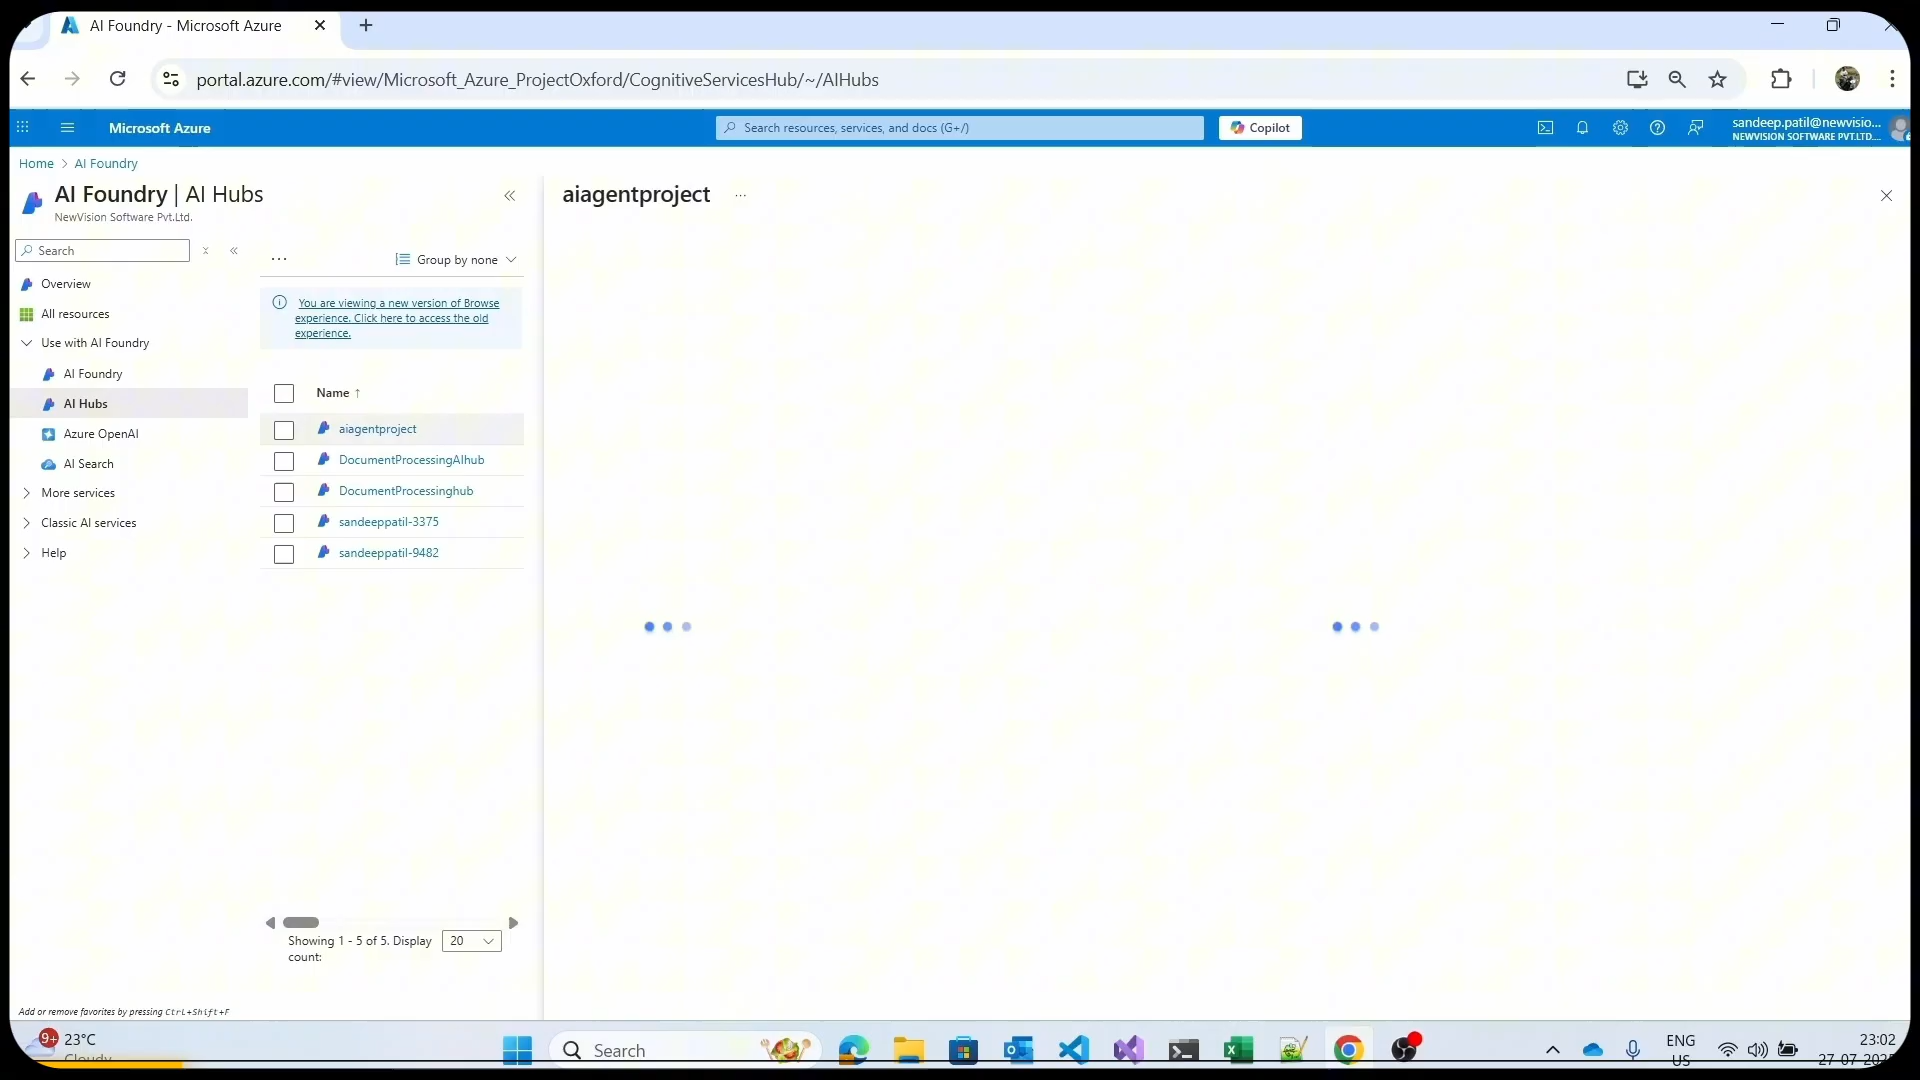 AI Foundry - Microsoft Azure
portal.azure.com/#view/Microsoft_Azure_ProjectOxford/CognitiveServicesHub/~/AIHubs
Microsoft Azure
Search resources, services, and docs (G+/)
Copilot
sandeep.patil@newvisio...
NEWVISION SOFTWARE PVT.LTD....
Home > AI Foundry
AI Foundry | AI Hubs
NewVision Software Pvt.Ltd.
aiagentproject
Search
Group by none
Overview
All resources
Use with AI Foundry
AI Foundry
AI Hubs
Azure OpenAI
AI Search
More services
Classic AI services
Help
You are viewing a new version of Browse
experience. Click here to access the old
experience.
Name ↑
aiagentproject
DocumentProcessingAIhub
DocumentProcessinghub
sandeeppatil-3375
sandeeppatil-9482
Showing 1 - 5 of 5. Display
count:
20
Add or remove favorites by pressing Ctrl+Shift+F
9+
23°C
Cloudy
Search
ENG
US
23:02